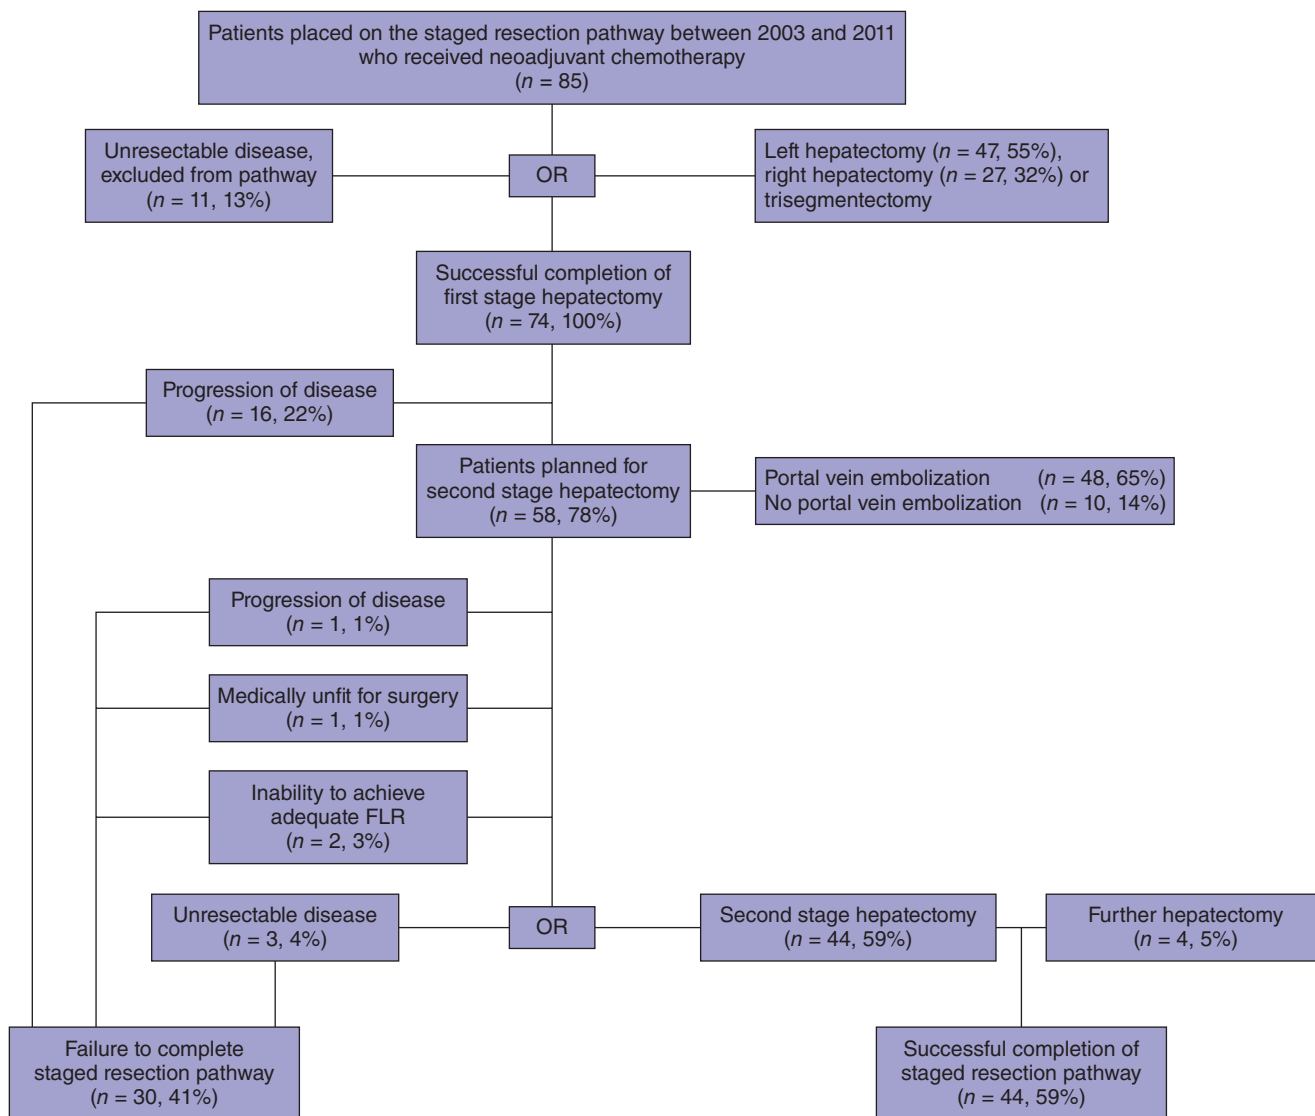 Patients placed on the staged resection pathway between 2003 and 2011
who received neoadjuvant chemotherapy
(n = 85)
Unresectable disease,
excluded from pathway
(n = 11, 13%)
OR
Left hepatectomy (n = 47, 55%),
right hepatectomy (n = 27, 32%) or
trisegmentectomy
Successful completion of
first stage hepatectomy
(n = 74, 100%)
Progression of disease
(n = 16, 22%)
Patients planned for
second stage hepatectomy
(n = 58, 78%)
Portal vein embolization (n = 48, 65%)
No portal vein embolization (n = 10, 14%)
Progression of disease
(n = 1, 1%)
Medically unfit for surgery
(n = 1, 1%)
Inability to achieve
adequate FLR
(n = 2, 3%)
Unresectable disease
(n = 3, 4%)
OR
Second stage hepatectomy
(n = 44, 59%)
Further hepatectomy
(n = 4, 5%)
Failure to complete
staged resection pathway
(n = 30, 41%)
Successful completion of
staged resection pathway
(n = 44, 59%)